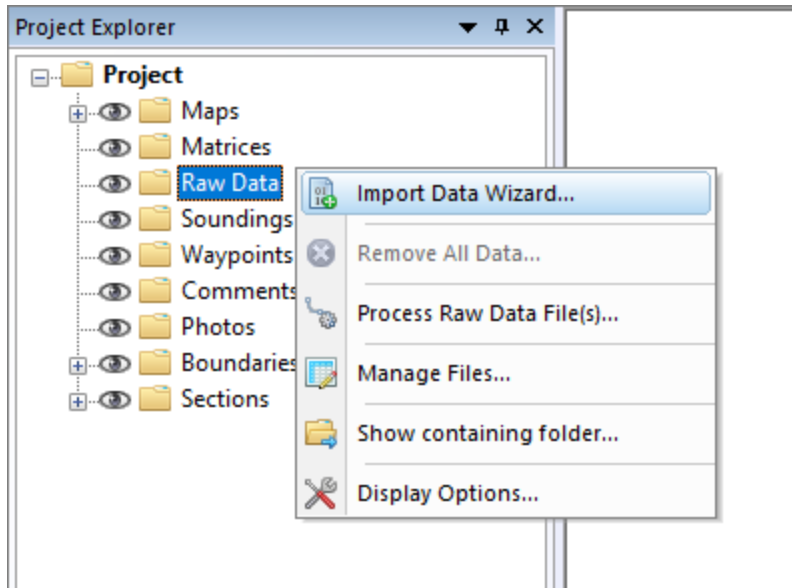 Project Explorer
Project
Maps
Matrices
Raw Data
Soundings
Waypoints
Comments
Photos
Boundaries
Sections
Import Data Wizard...
Remove All Data...
Process Raw Data File(s)...
Manage Files...
Show containing folder...
Display Options...